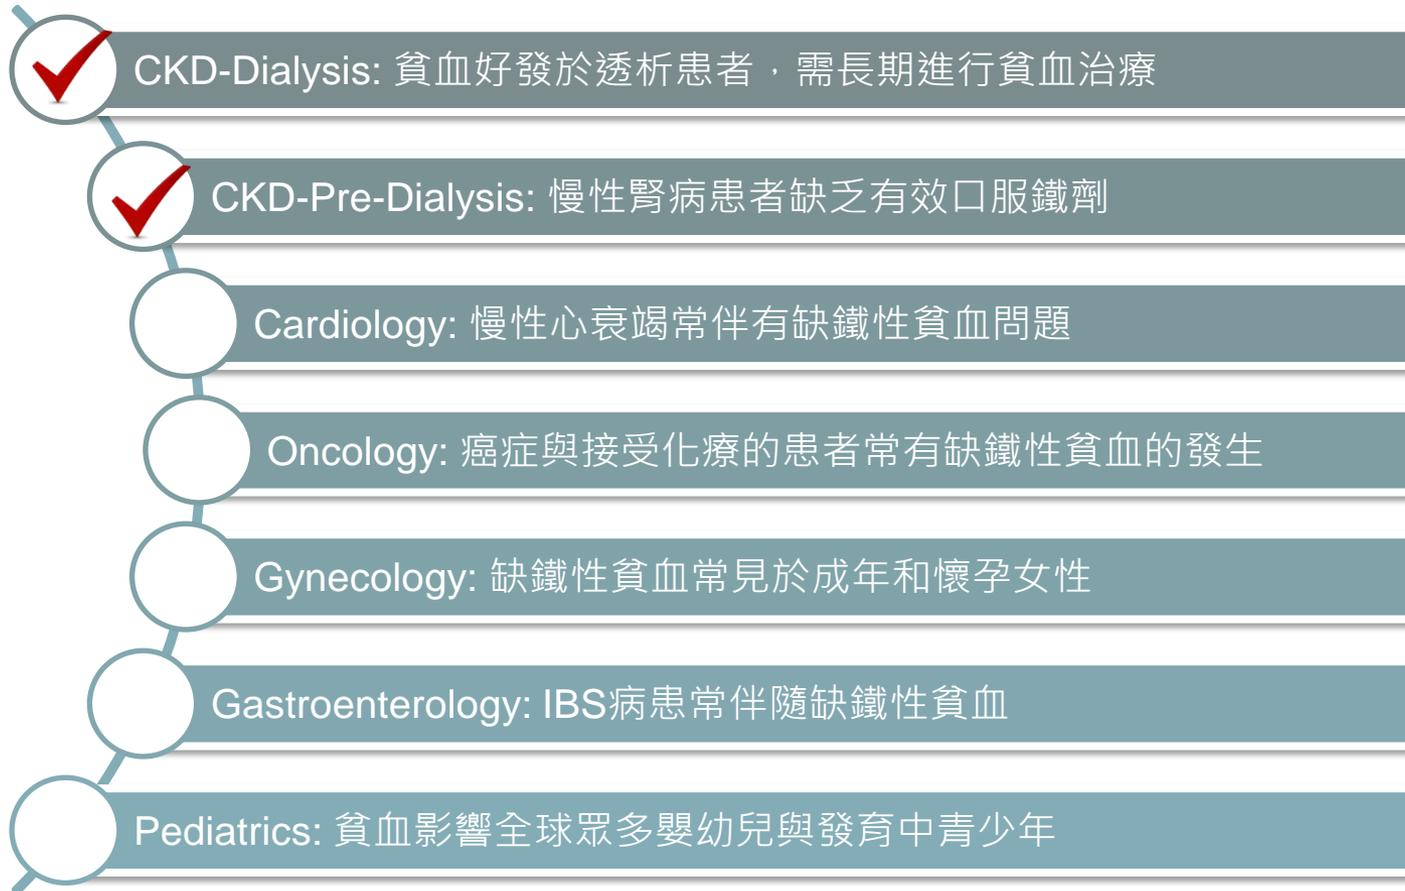 CKD-Dialysis: 貧血好發於透析患者，需長期進行貧血治療
CKD-Pre-Dialysis: 慢性腎病患者缺乏有效口服鐵劑
Cardiology: 慢性心衰竭常伴有缺鐵性貧血問題
Oncology: 癌症與接受化療的患者常有缺鐵性貧血的發生
Gynecology: 缺鐵性貧血常見於成年和懷孕女性
Gastroenterology: IBS病患常伴隨缺鐵性貧血
Pediatrics: 貧血影響全球眾多嬰幼兒與發育中青少年